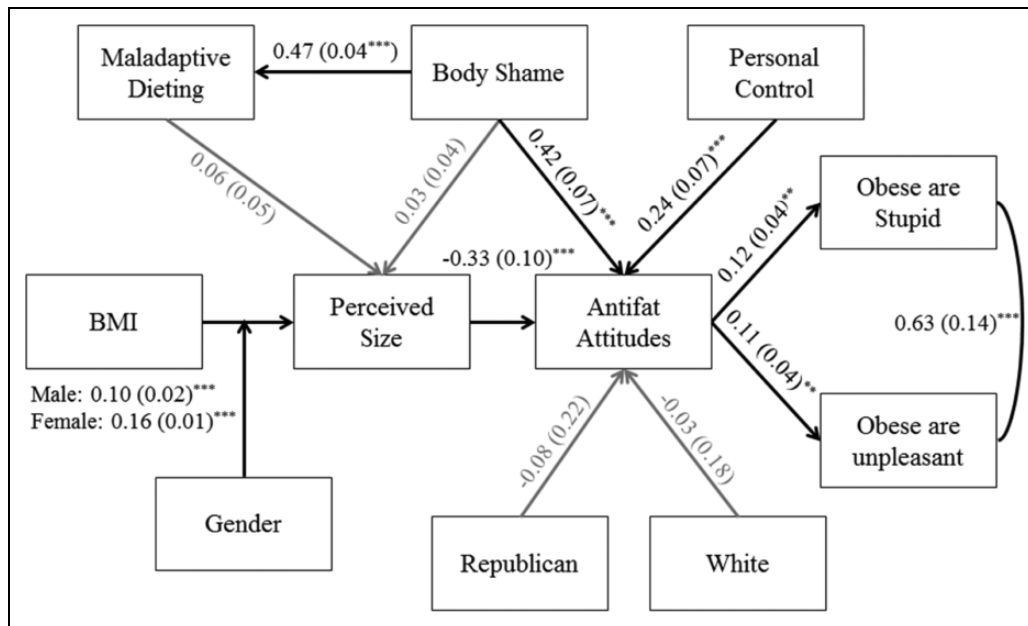 Maladaptive
Dieting
0.47 (0.04***)
Body Shame
Personal
Control
0.06 (0.05)
0.03 (0.04)
0.42 (0.07)***
0.24 (0.07)***
Obese are
Stupid
BMI
Perceived
Size
-0.33 (0.10)***
Antifat
Attitudes
0.12 (0.04)**
0.11 (0.04)**
0.63 (0.14)***
Male: 0.10 (0.02)***
Female: 0.16 (0.01)***
Obese are
unpleasant
-0.08 (0.22)
-0.03 (0.18)
Gender
Republican
White